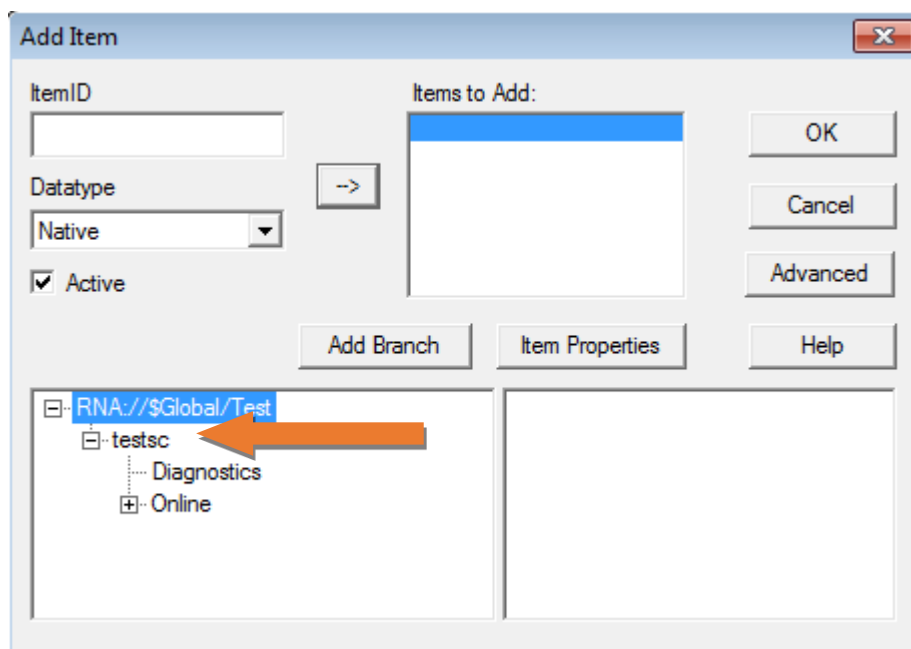 Add Item
ItemID
Items to Add:
OK
-->
Datatype
Native
Cancel
Active
Advanced
Add Branch
Item Properties
Help
RNA://$Global/Test
testsc
Diagnostics
Online